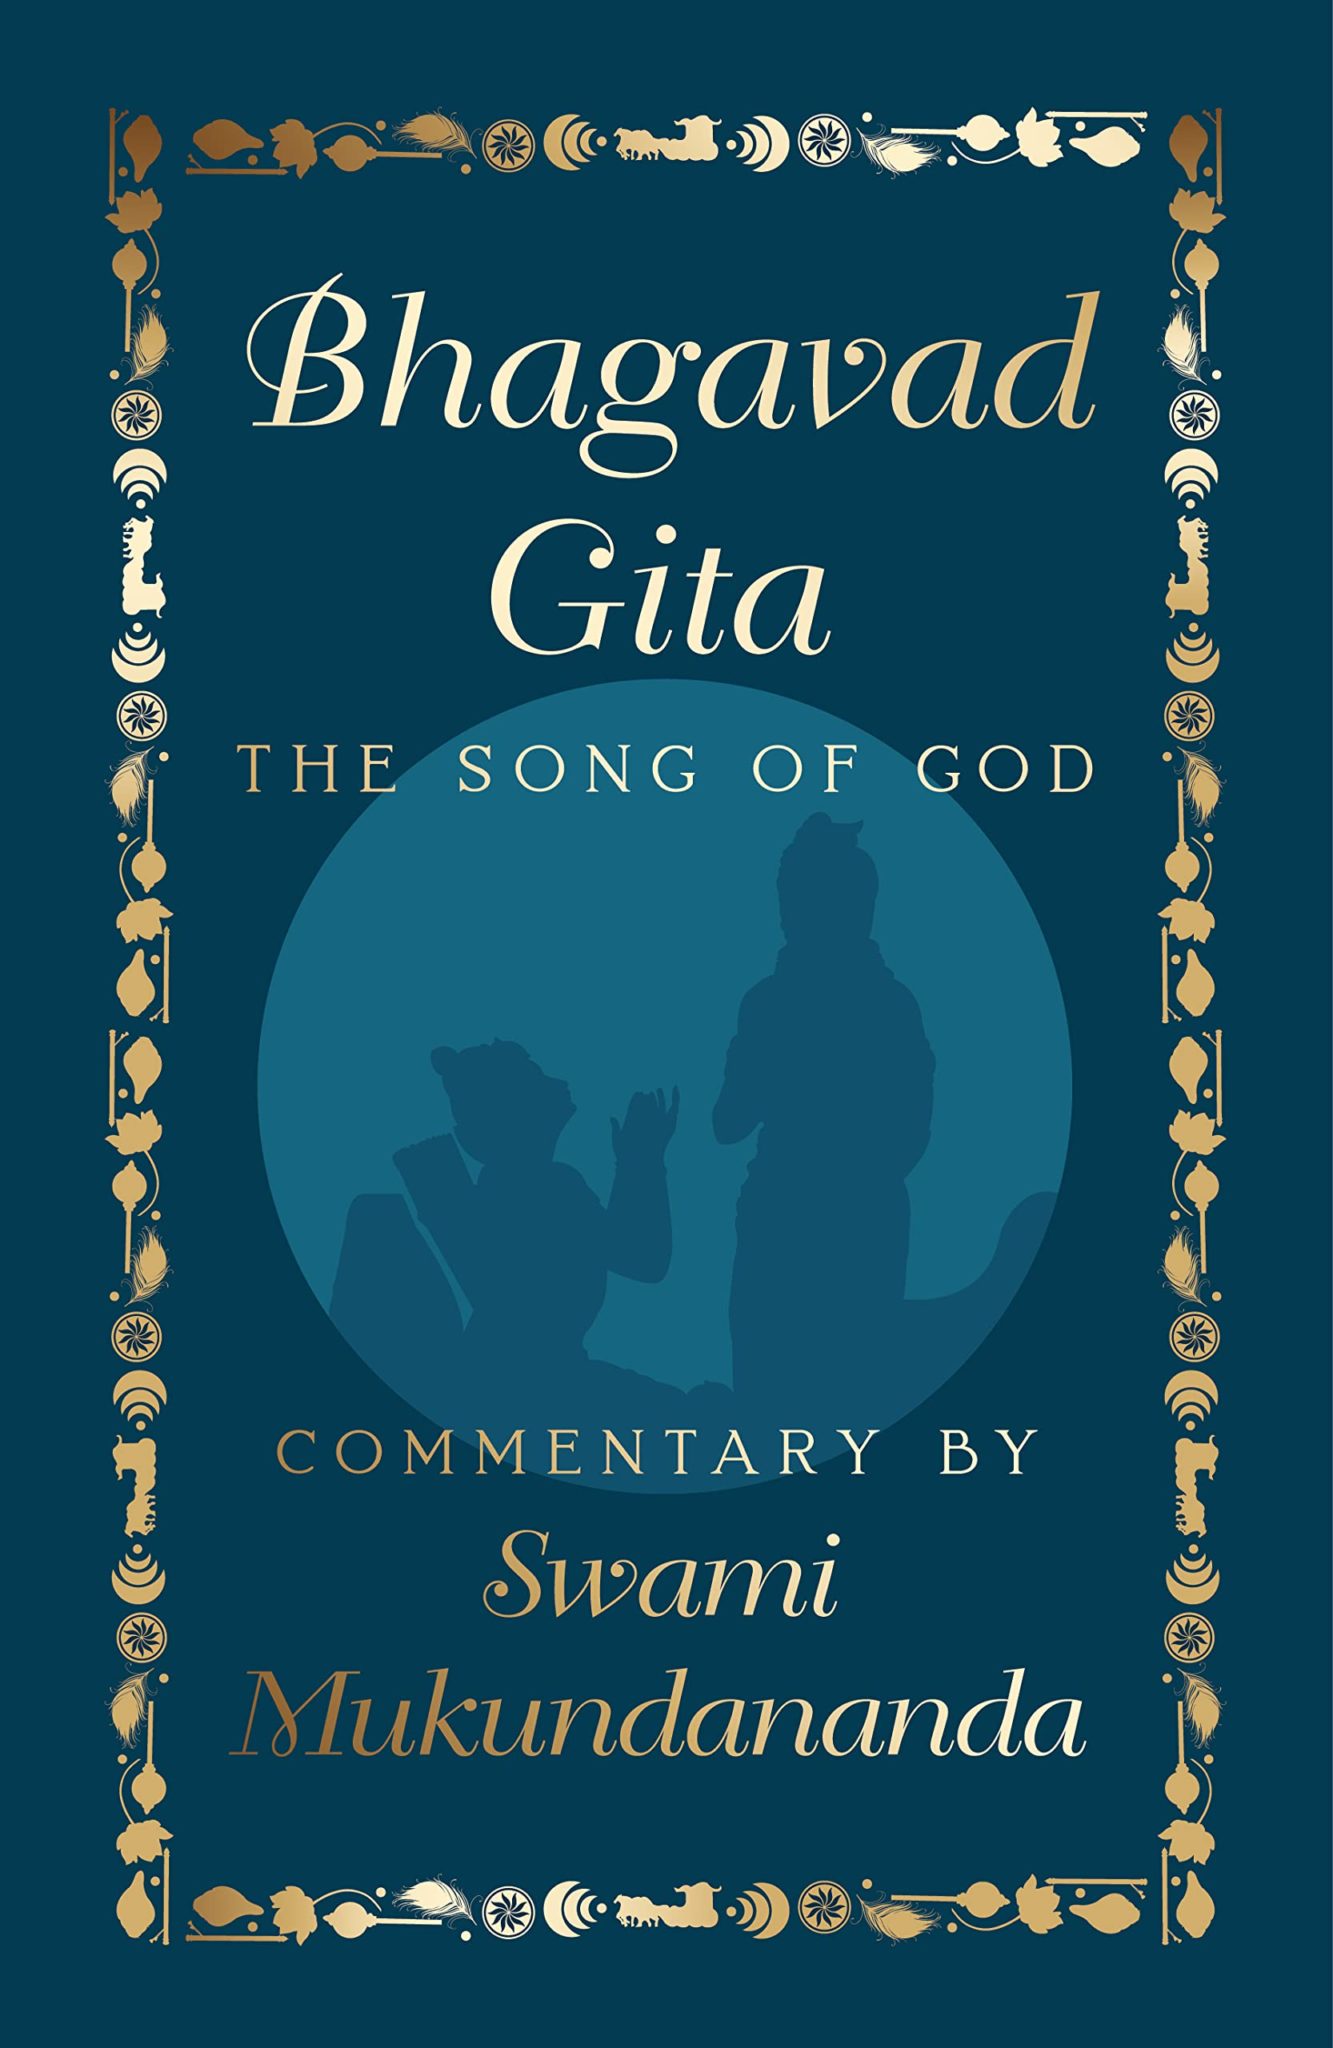 Bhagavad
Gita
THE SONG OF GOD
COMMENTARY BY
Swami
Mukundananda